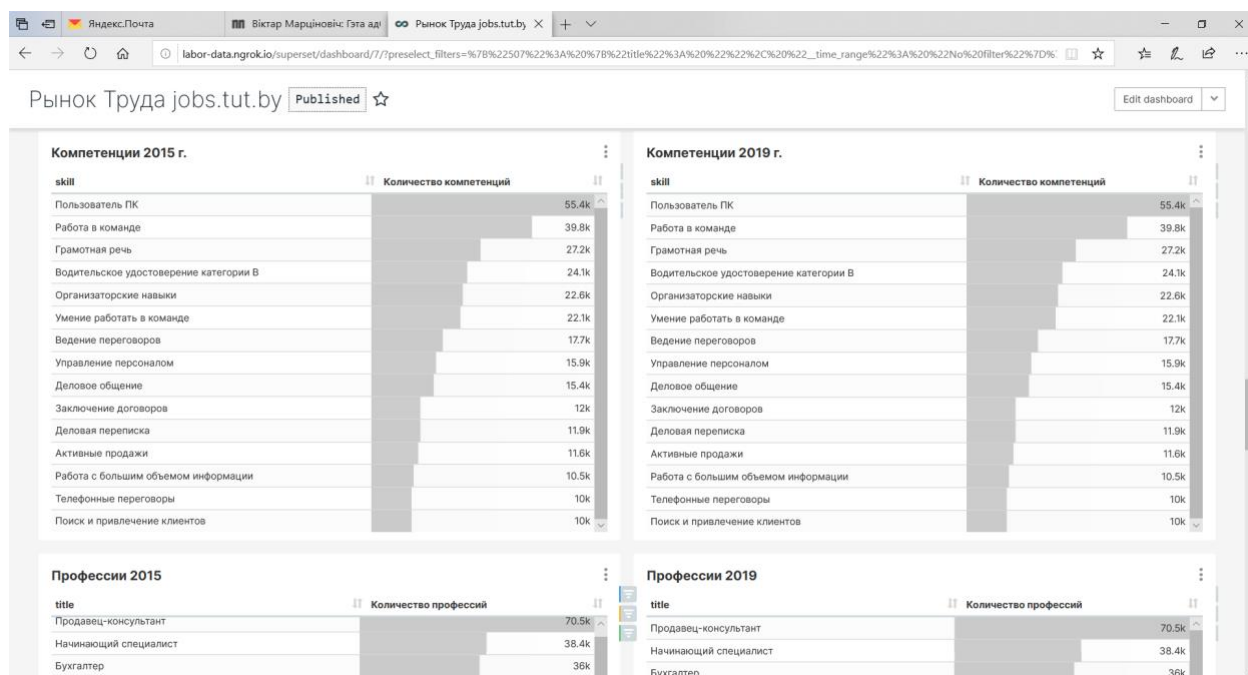 Яндекс.Почта
Віктар Марціновіч: Гэта ад
Рынок Труда jobs.tut.by
labor-data.ngrok.io/superset/dashboard/7/?preselect_filters=%7B%22507%22%3A%20%7B%22title%22%3A%20%22%22%2C%20%22__time_range%22%3A%20%22No%20filter%22%7D%
Рынок Труда jobs.tut.by Published Edit dashboard
Компетенции 2015 г.
skill Количество компетенций
Пользователь ПК 55.4k
Работа в команде 39.8k
Грамотная речь 27.2k
Водительское удостоверение категории B 24.1k
Организаторские навыки 22.6k
Умение работать в команде 22.1k
Ведение переговоров 17.7k
Управление персоналом 15.9k
Деловое общение 15.4k
Заключение договоров 12k
Деловая переписка 11.9k
Активные продажи 11.6k
Работа с большим объемом информации 10.5k
Телефонные переговоры 10k
Поиск и привлечение клиентов 10k
Компетенции 2019 г.
skill Количество компетенций
Пользователь ПК 55.4k
Работа в команде 39.8k
Грамотная речь 27.2k
Водительское удостоверение категории B 24.1k
Организаторские навыки 22.6k
Умение работать в команде 22.1k
Ведение переговоров 17.7k
Управление персоналом 15.9k
Деловое общение 15.4k
Заключение договоров 12k
Деловая переписка 11.9k
Активные продажи 11.6k
Работа с большим объемом информации 10.5k
Телефонные переговоры 10k
Поиск и привлечение клиентов 10k
Профессии 2015
title Количество профессий
Продавец-консультант 70.5k
Начинающий специалист 38.4k
Бухгалтер 36k
Профессии 2019
title Количество профессий
Продавец-консультант 70.5k
Начинающий специалист 38.4k
Бухгалтер 36k